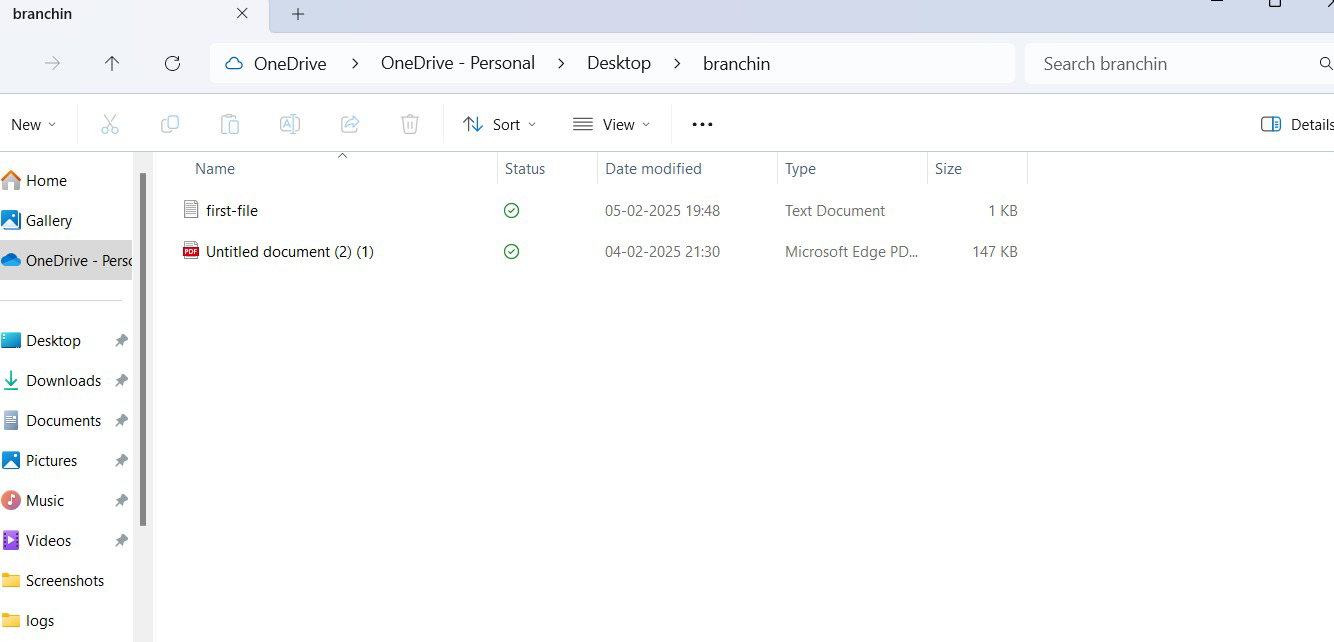 branchin
OneDrive > OneDrive - Personal > Desktop > branchin
Search branchin
New
Sort
View
Details
Home
Gallery
OneDrive - Persc
Desktop
Downloads
Documents
Pictures
Music
Videos
Screenshots
logs
Name Status Date modified Type Size
first-file 05-02-2025 19:48 Text Document 1 KB
PDF Untitled document (2) (1) 04-02-2025 21:30 Microsoft Edge PD... 147 KB